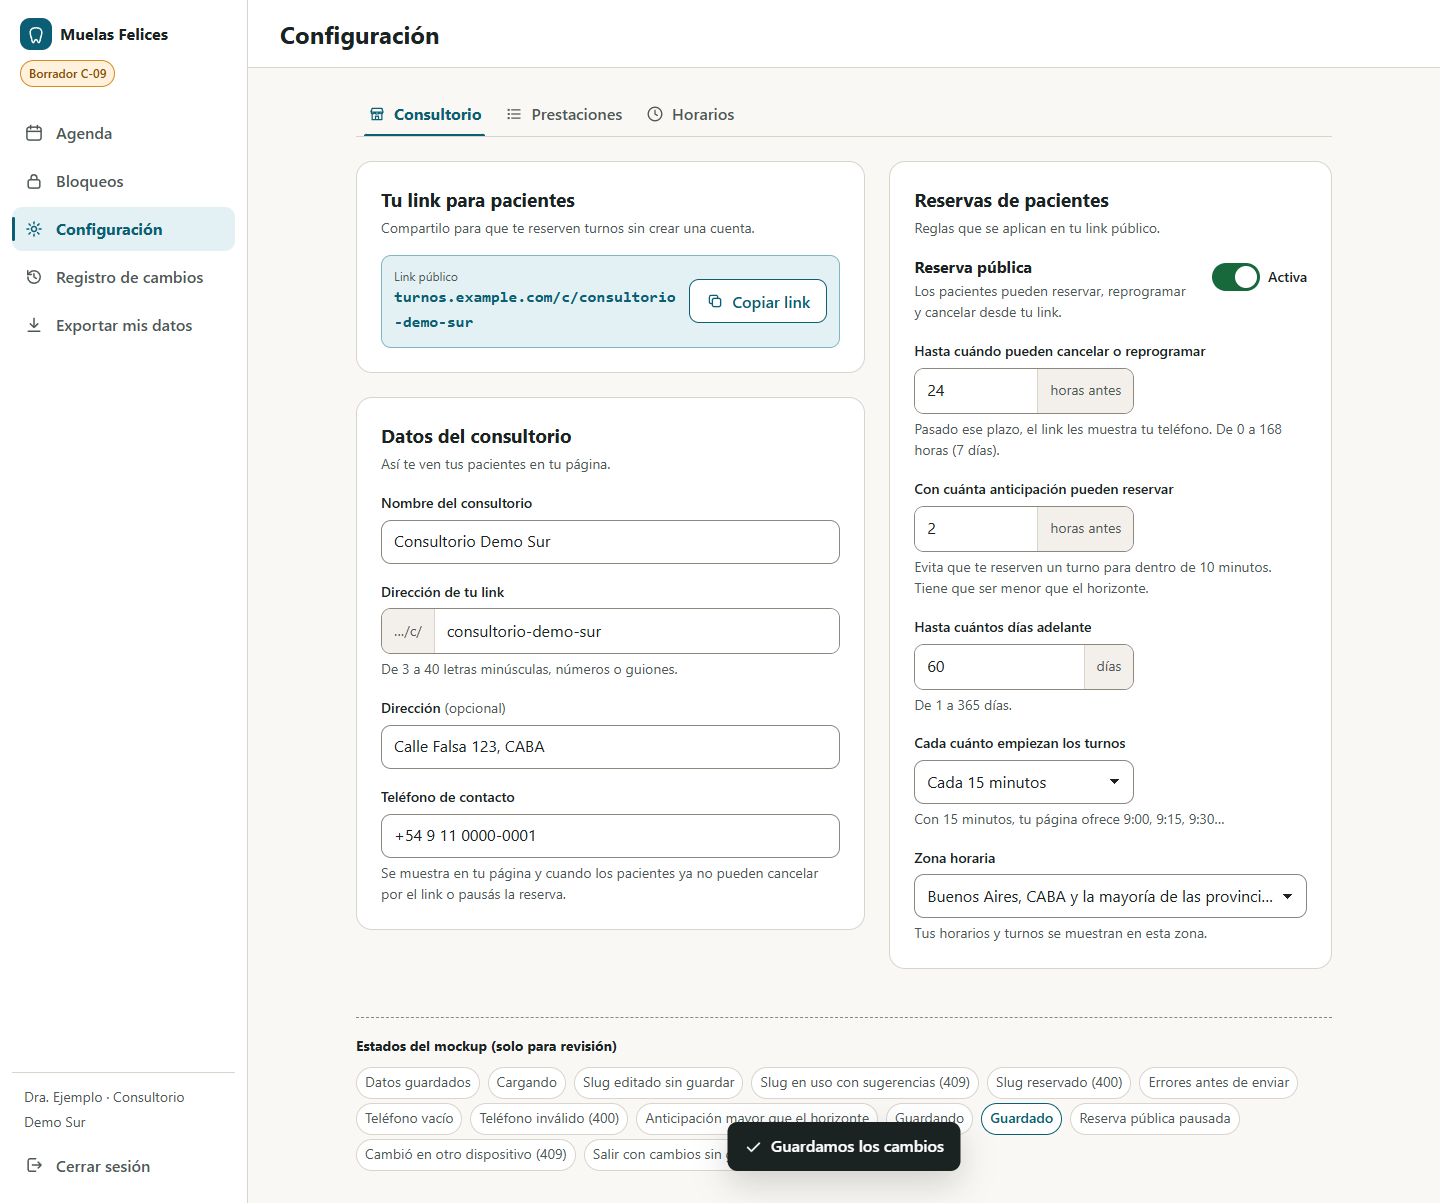 Muelas Felices
Borrador C-09
Agenda
Bloqueos
Configuración
Registro de cambios
Exportar mis datos
Dra. Ejemplo · Consultorio
Demo Sur
Cerrar sesión
Configuración
Consultorio
Prestaciones
Horarios
Tu link para pacientes
Compartilo para que te reserven turnos sin crear una cuenta.
Link público
turnos.example.com/c/consultorio
-demo-sur
Copiar link
Datos del consultorio
Así te ven tus pacientes en tu página.
Nombre del consultorio
Consultorio Demo Sur
Dirección de tu link
.../c/ consultorio-demo-sur
De 3 a 40 letras minúsculas, números o guiones.
Dirección (opcional)
Calle Falsa 123, CABA
Teléfono de contacto
+54 9 11 0000-0001
Se muestra en tu página y cuando los pacientes ya no pueden cancelar
por el link o pausás la reserva.
Reservas de pacientes
Reglas que se aplican en tu link público.
Reserva pública
Los pacientes pueden reservar, reprogramar
y cancelar desde tu link.
Activa
Hasta cuándo pueden cancelar o reprogramar
24 horas antes
Pasado ese plazo, el link les muestra tu teléfono. De 0 a 168
horas (7 días).
Con cuánta anticipación pueden reservar
2 horas antes
Evita que te reserven un turno para dentro de 10 minutos.
Tiene que ser menor que el horizonte.
Hasta cuántos días adelante
60 días
De 1 a 365 días.
Cada cuánto empiezan los turnos
Cada 15 minutos
Con 15 minutos, tu página ofrece 9:00, 9:15, 9:30...
Zona horaria
Buenos Aires, CABA y la mayoría de las provinci...
Tus horarios y turnos se muestran en esta zona.
Estados del mockup (solo para revisión)
Datos guardados
Cargando
Slug editado sin guardar
Slug en uso con sugerencias (409)
Slug reservado (400)
Errores antes de enviar
Teléfono vacío
Teléfono inválido (400)
Anticipación mayor que el horizonte
Guardando
Guardado
Reserva pública pausada
Cambió en otro dispositivo (409)
Salir con cambios sin
Guardamos los cambios